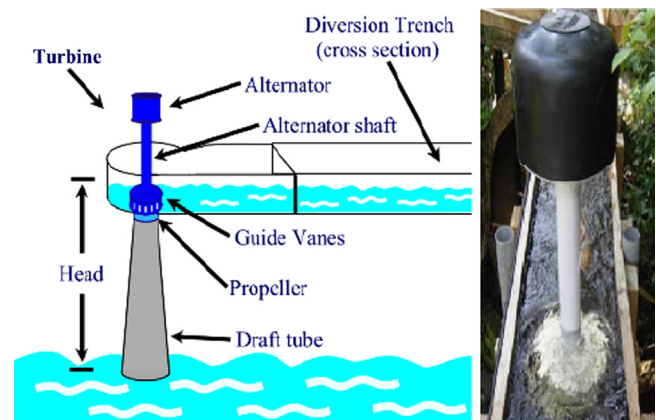 Diversion Trench
(cross section)
Turbine
Alternator
Alternator shaft
Guide Vanes
Head
Propeller
Draft tube